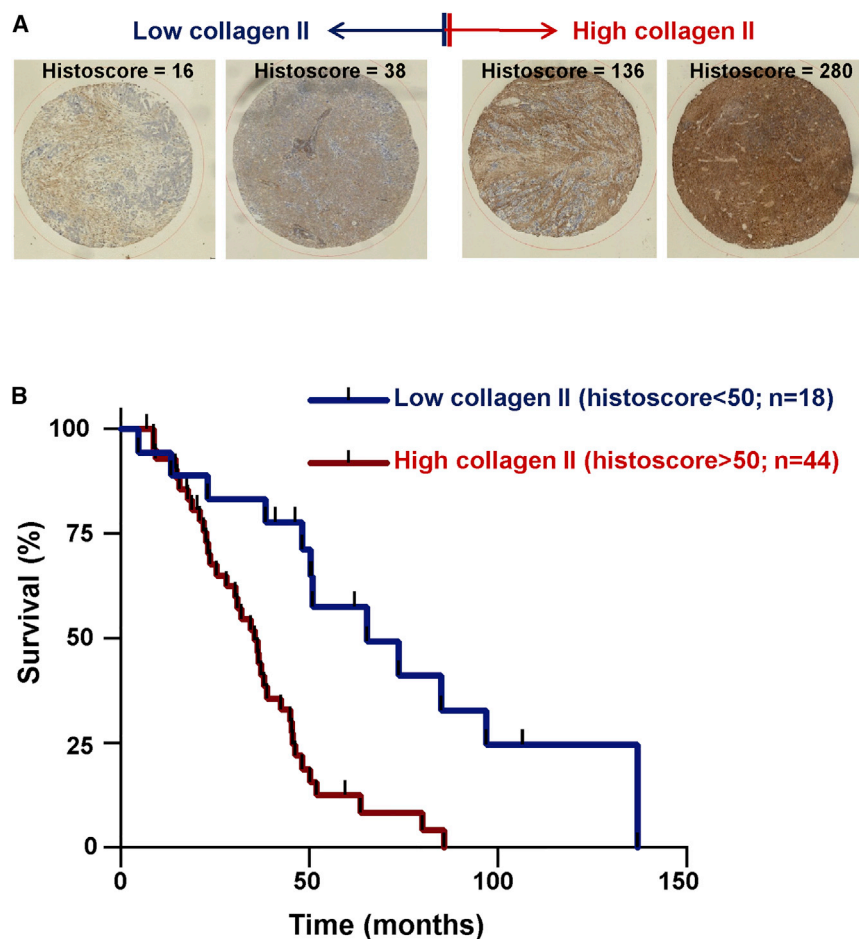 A
Low collagen II
High collagen II
Histoscore = 16
Histoscore = 38
Histoscore = 136
Histoscore = 280
B
Low collagen II (histoscore<50; n=18)
High collagen II (histoscore>50; n=44)
Survival (%)
100
75
50
25
0
0
50
100
150
Time (months)